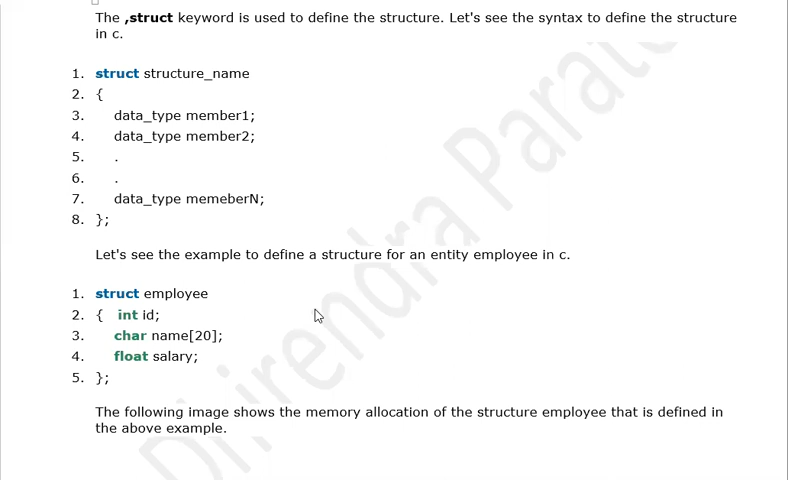 The ,struct keyword is used to define the structure. Let's see the syntax to define the structure
in c.
1. struct structure_name
2. {
3. data_type member1;
4. data_type member2;
5. .
6. .
7. data_type memeberN;
8. };
Let's see the example to define a structure for an entity employee in c.
1. struct employee
2. { int id;
3. char name[20];
4. float salary;
5. };
The following image shows the memory allocation of the structure employee that is defined in
the above example.